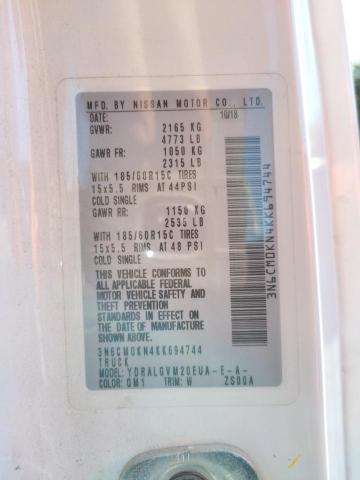 MFD. BY NISSAN MOTOR CO., LTD.
DATE: 10/18
GVWR: 2165 KG
4773 LB
GAWR FR: 1050 KG
2315 LB
WITH 185/60R15C TIRES
15x5.5 RIMS AT 44PSI
COLD SINGLE
GAWR RR: 1150 KG
2535 LB
WITH 185/60R15C TIRES
15x5.5 RIMS AT 48 PSI
COLD SINGLE
THIS VEHICLE CONFORMS TO
ALL APPLICABLE FEDERAL
MOTOR VEHICLE SAFETY AND
THEFT PREVENTION
STANDARDS IN EFFECT ON THE
DATE OF MANUFACTURE SHOWN
ABOVE.
3N6CM0KN4KK694744
TRUCK
MODEL: YDRALGVM20EUA-E-A-
COLOR: QM1 TRIM: W ZS00A
3N6CM0KN4KK694744